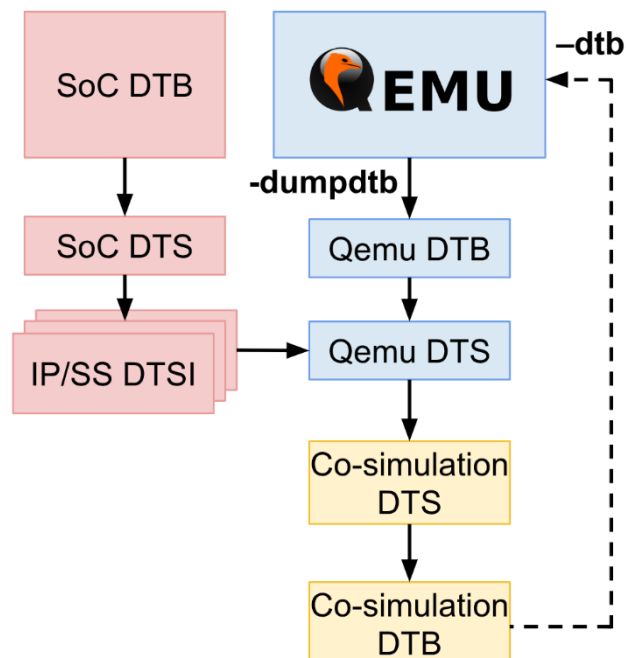 SoC DTB
SoC DTS
IP/SS DTSI
QEMU
–dtb
-dumpdtb
Qemu DTB
Qemu DTS
Co-simulation
DTS
Co-simulation
DTB